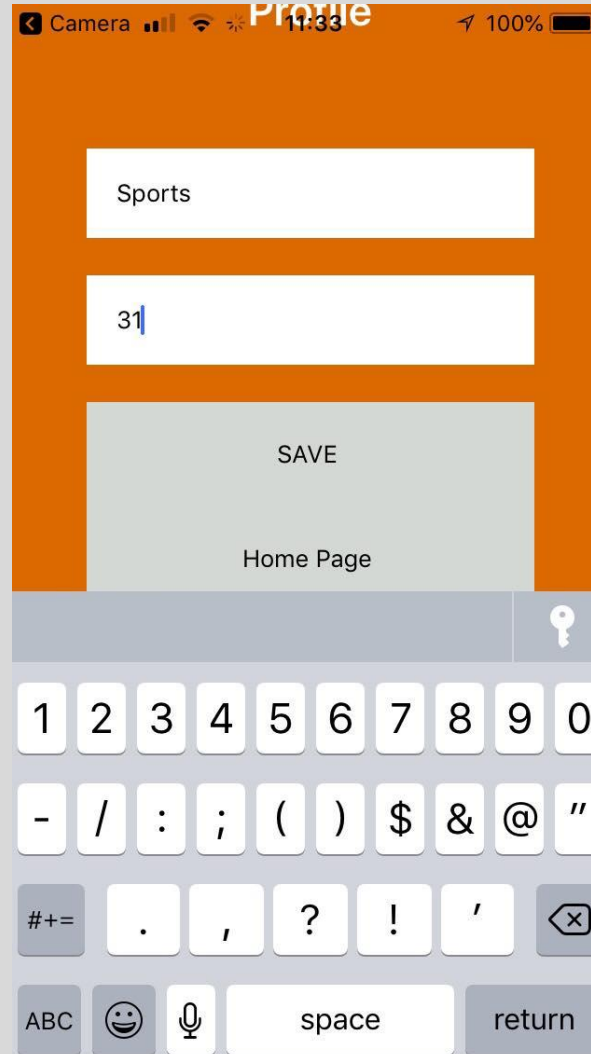 Camera 11:33 100%
Profile
Sports
31
SAVE
Home Page
1 2 3 4 5 6 7 8 9 0
- / : ; ( ) $ & @ "
#+= . , ? ! '
ABC space return